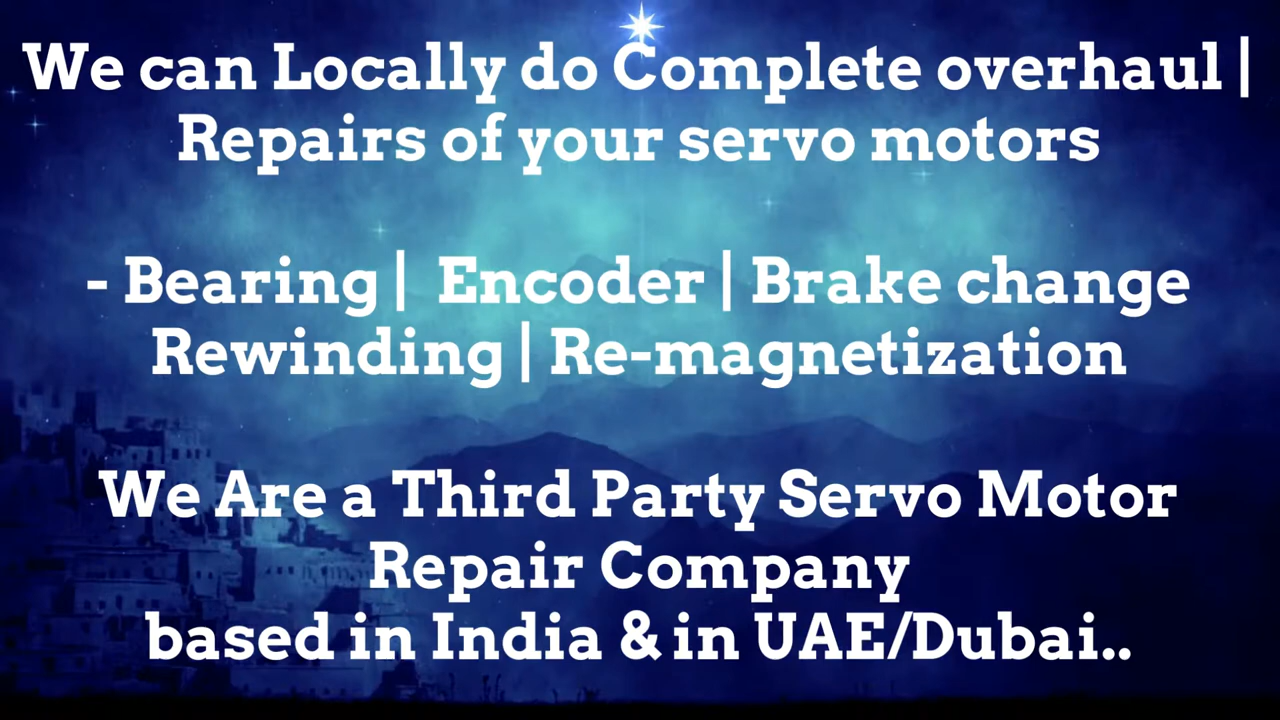 We can Locally do Complete overhaul |
Repairs of your servo motors
- Bearing |  Encoder | Brake change
Rewinding | Re-magnetization
We Are a Third Party Servo Motor
Repair Company
based in India & in UAE/Dubai..